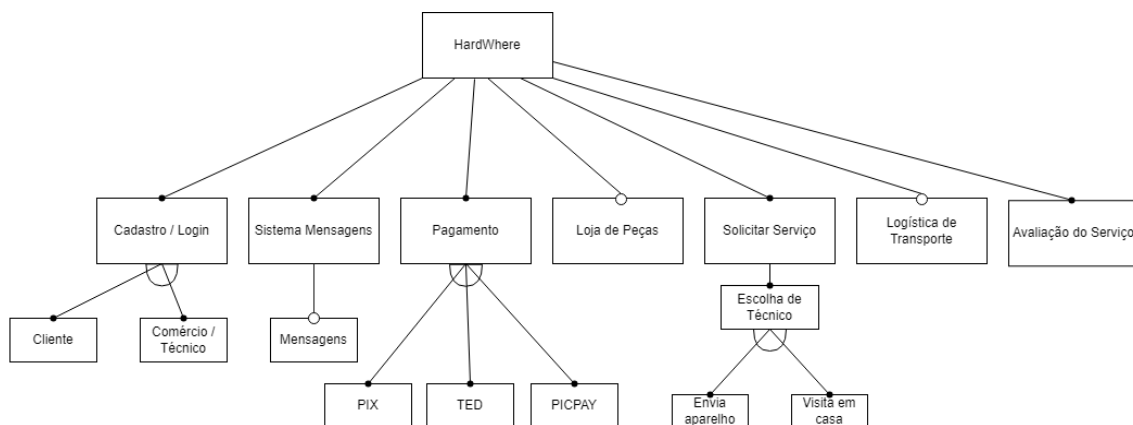 HardWhere
Cadastro / Login
Sistema Mensagens
Pagamento
Loja de Peças
Solicitar Serviço
Logística de
Transporte
Avaliação do Serviço
Cliente
Comércio /
Técnico
Mensagens
Escolha de
Técnico
PIX
TED
PICPAY
Envia
aparelho
Visita em
casa